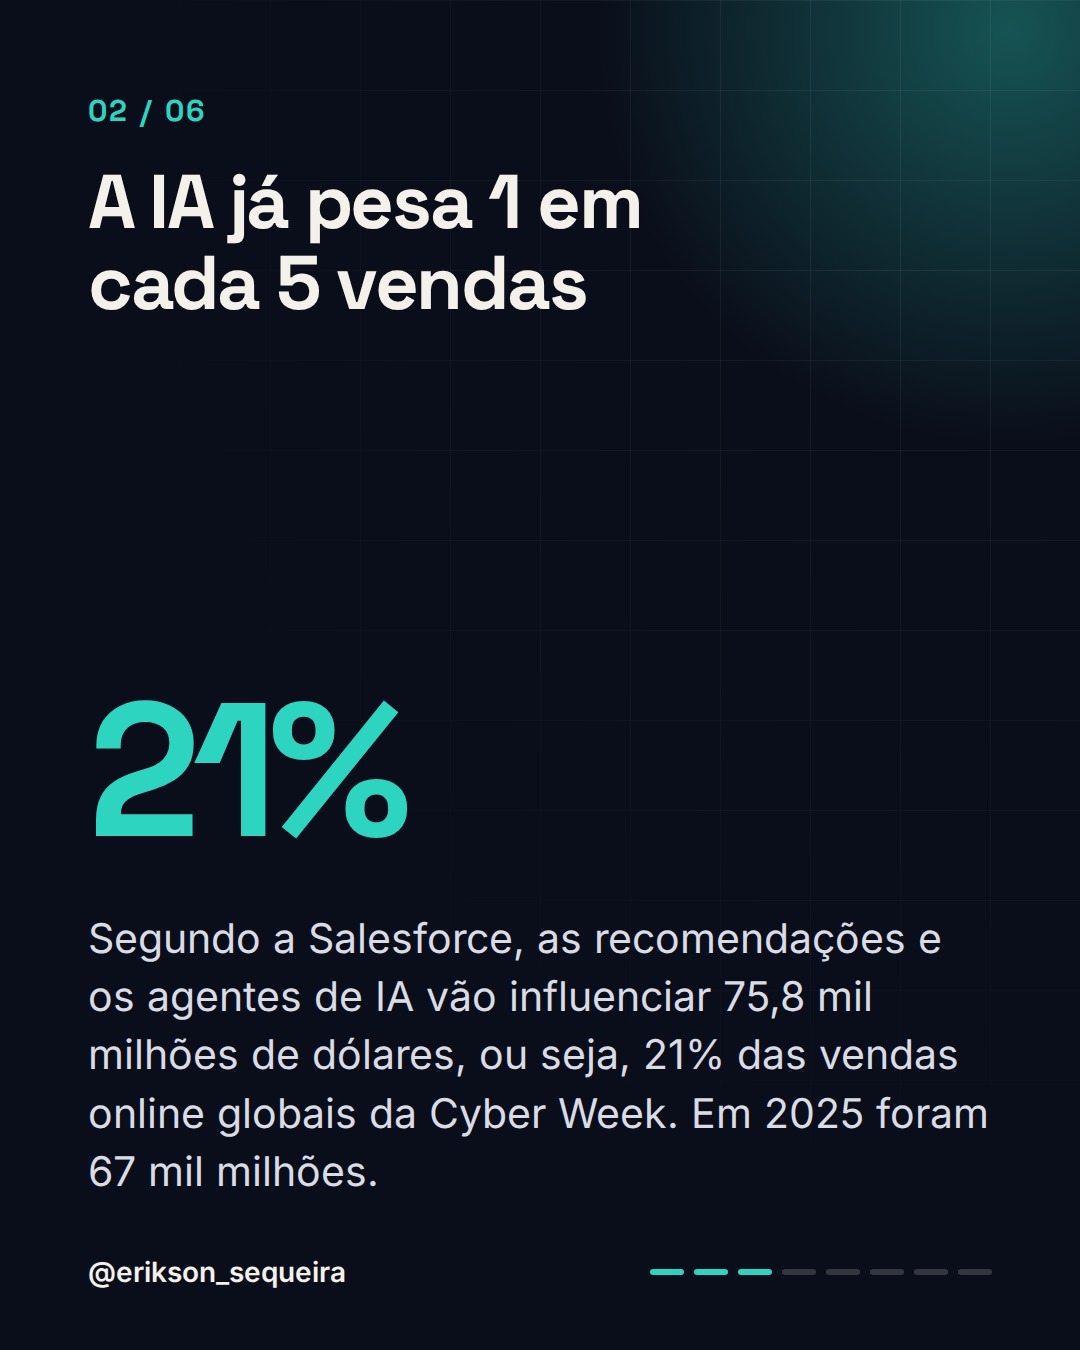 02 / 06
A IA já pesa 1 em
cada 5 vendas
21%
Segundo a Salesforce, as recomendações e
os agentes de IA vão influenciar 75,8 mil
milhões de dólares, ou seja, 21% das vendas
online globais da Cyber Week. Em 2025 foram
67 mil milhões.
@erikson_sequeira